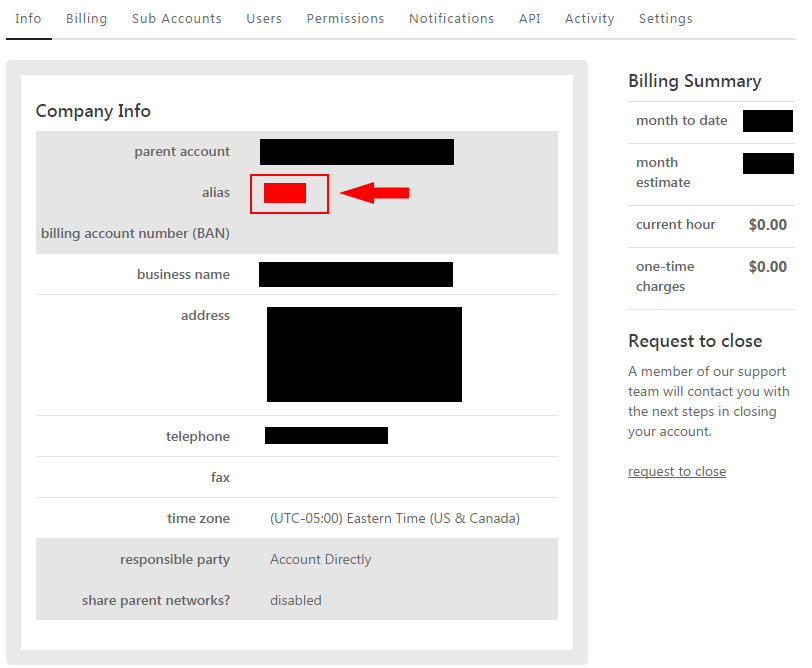 Info Billing Sub Accounts Users Permissions Notifications API Activity Settings
Company Info
parent account
alias
billing account number (BAN)
business name
address
telephone
fax
time zone (UTC-05:00) Eastern Time (US & Canada)
responsible party Account Directly
share parent networks? disabled
Billing Summary
month to date
month
estimate
current hour $0.00
one-time $0.00
charges
Request to close
A member of our support
team will contact you with
the next steps in closing
your account.
request to close